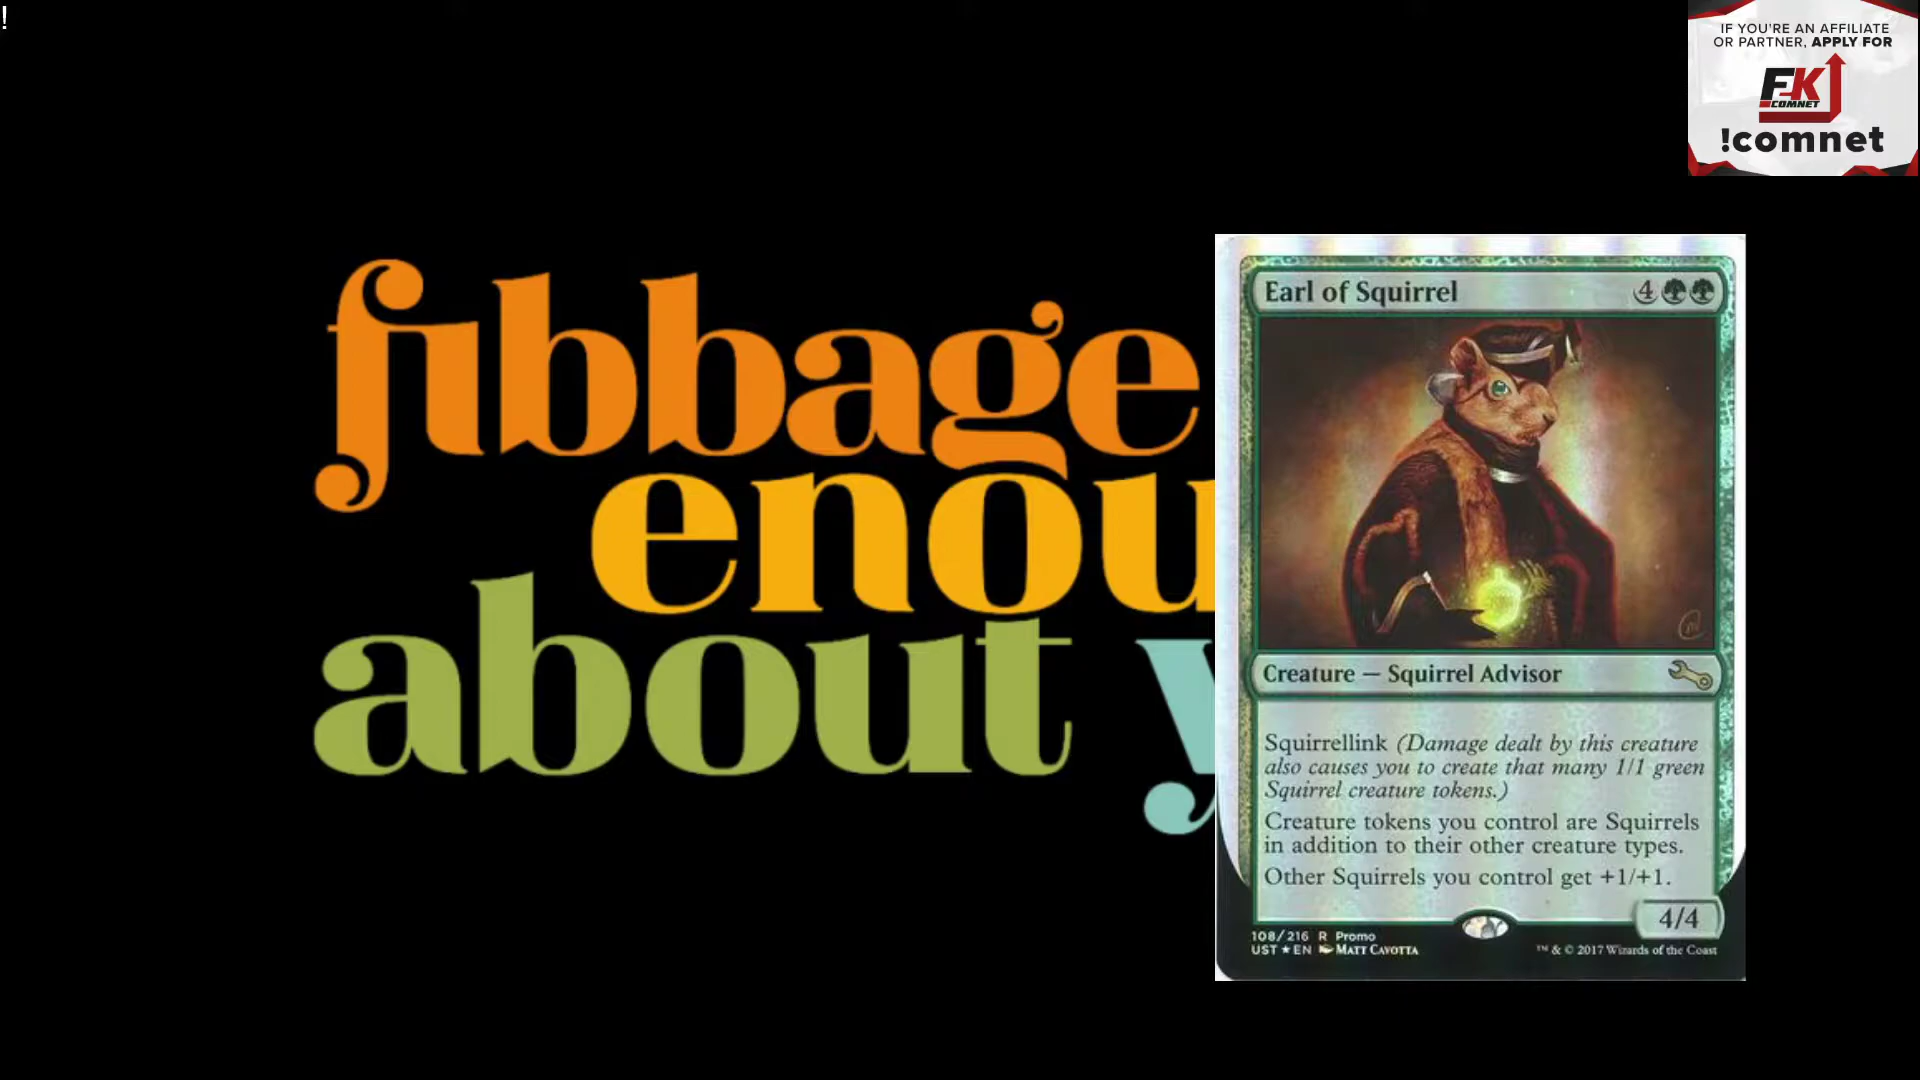 !
IF YOU'RE AN AFFILIATE
OR PARTNER, APPLY FOR
FK
COMNET
!comnet
fibbage
enou
about y
Earl of Squirrel 4
Creature — Squirrel Advisor
Squirrellink (Damage dealt by this creature
also causes you to create that many 1/1 green
Squirrel creature tokens.)
Creature tokens you control are Squirrels
in addition to their other creature types.
Other Squirrels you control get +1/+1.
4/4
108/216 R Promo
UST ★ EN MATT CAVOTTA
™ & © 2017 Wizards of the Coast